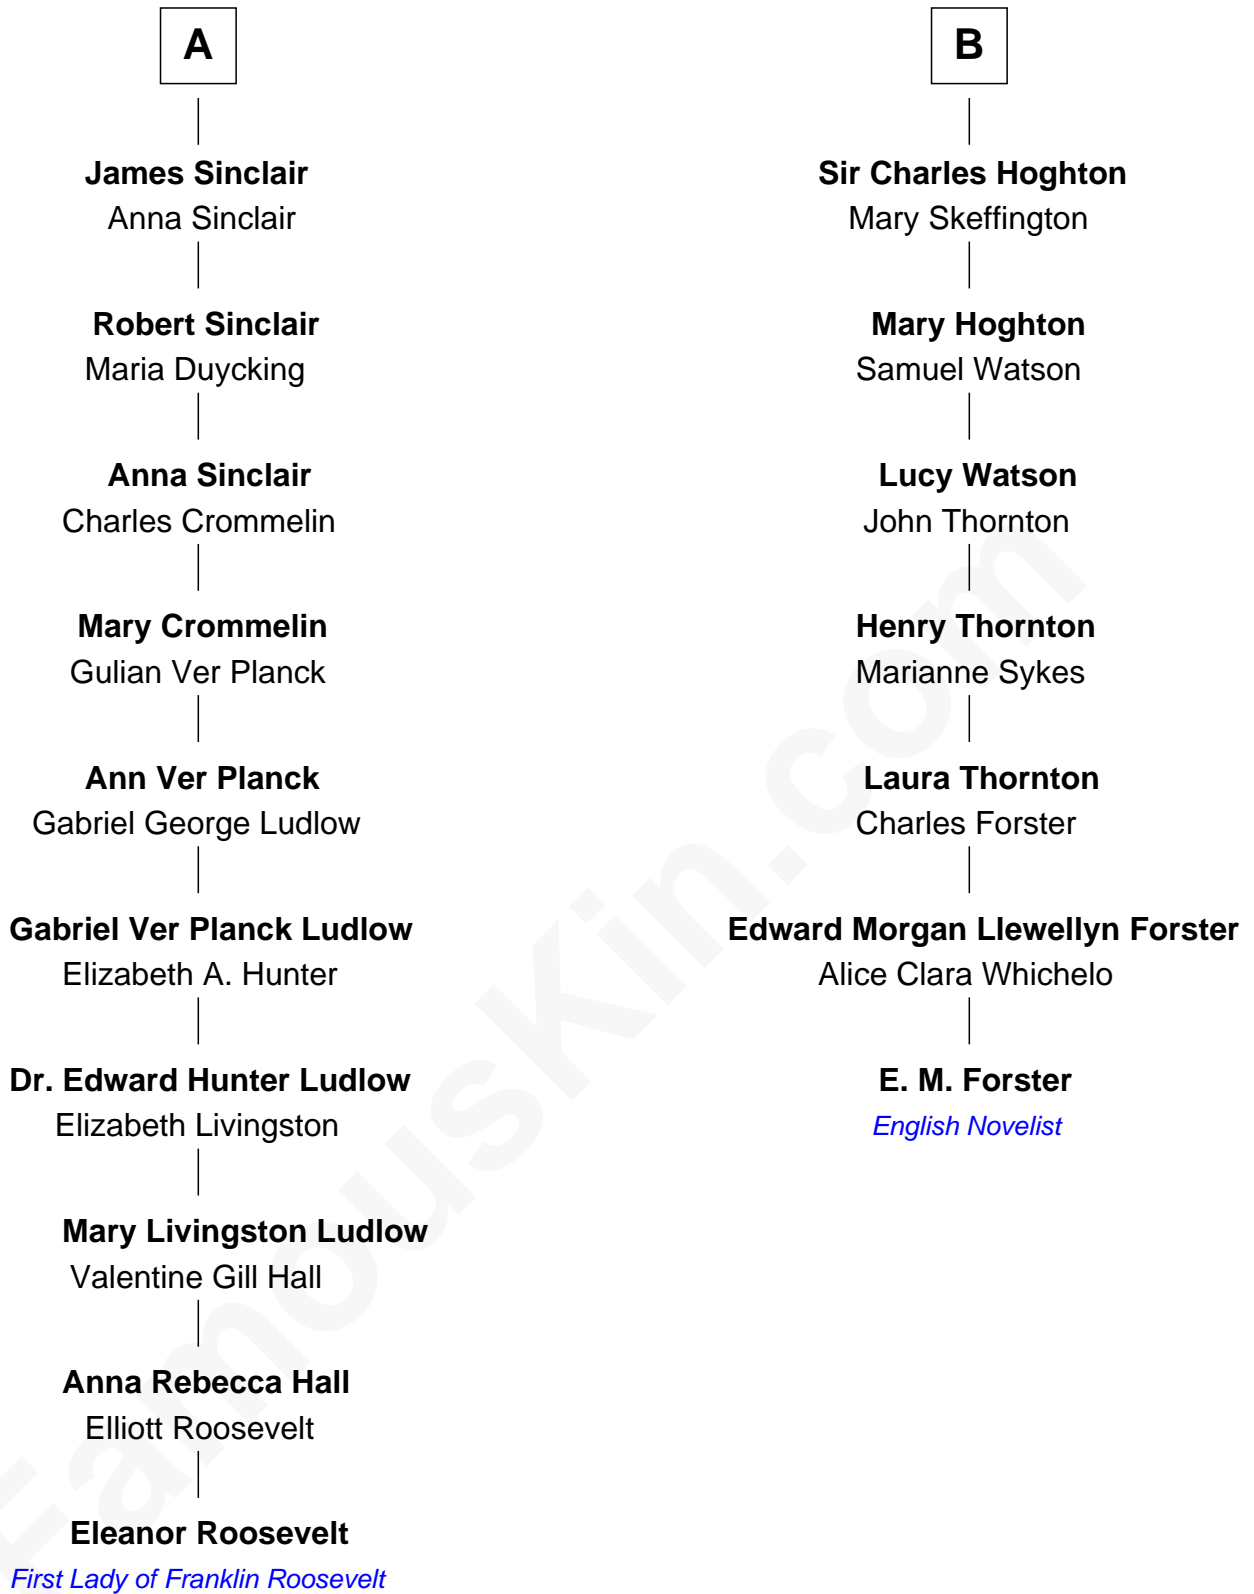 A
James Sinclair
Anna Sinclair
Robert Sinclair
Maria Duycking
Anna Sinclair
Charles Crommelin
Mary Crommelin
Gulian Ver Planck
Ann Ver Planck
Gabriel George Ludlow
Gabriel Ver Planck Ludlow
Elizabeth A. Hunter
Dr. Edward Hunter Ludlow
Elizabeth Livingston
Mary Livingston Ludlow
Valentine Gill Hall
Anna Rebecca Hall
Elliott Roosevelt
Eleanor Roosevelt
First Lady of Franklin Roosevelt
B
Sir Charles Hoghton
Mary Skeffington
Mary Hoghton
Samuel Watson
Lucy Watson
John Thornton
Henry Thornton
Marianne Sykes
Laura Thornton
Charles Forster
Edward Morgan Llewellyn Forster
Alice Clara Whichelo
E. M. Forster
English Novelist
FamousKin.com